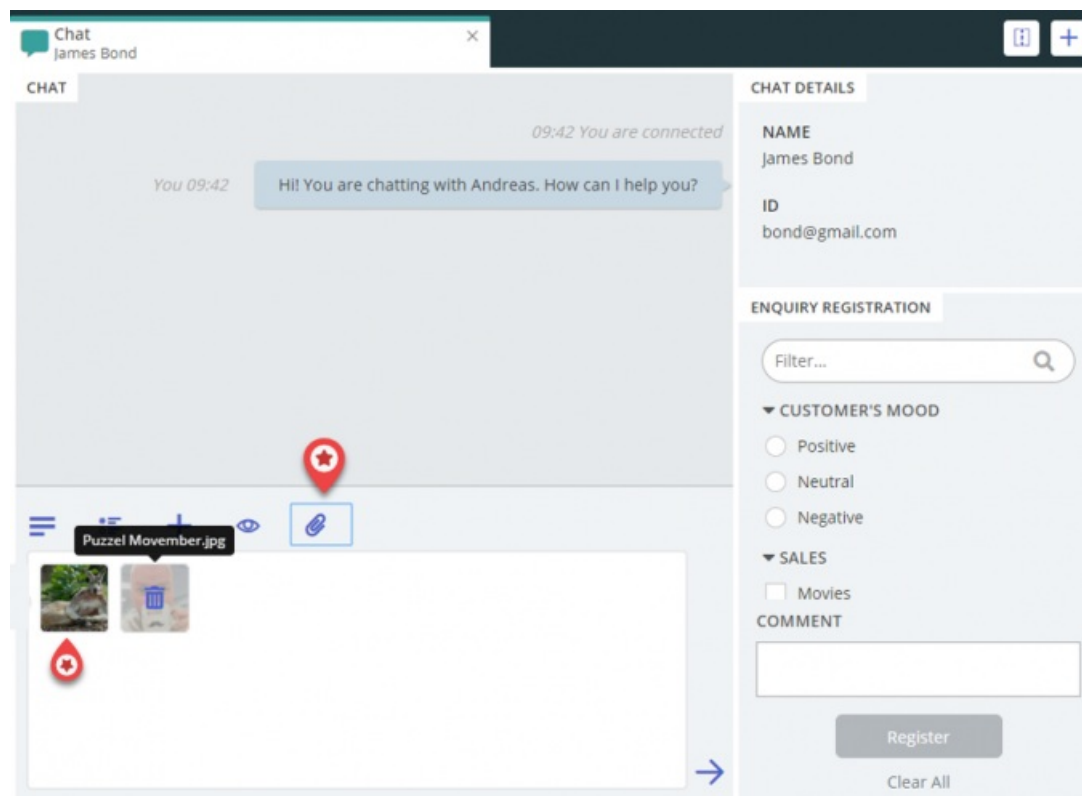 Chat
James Bond
CHAT
09:42 You are connected
You 09:42
Hi! You are chatting with Andreas. How can I help you?
Puzzel Movember.jpg
CHAT DETAILS
NAME
James Bond
ID
bond@gmail.com
ENQUIRY REGISTRATION
Filter...
CUSTOMER'S MOOD
Positive
Neutral
Negative
SALES
Movies
COMMENT
Register
Clear All